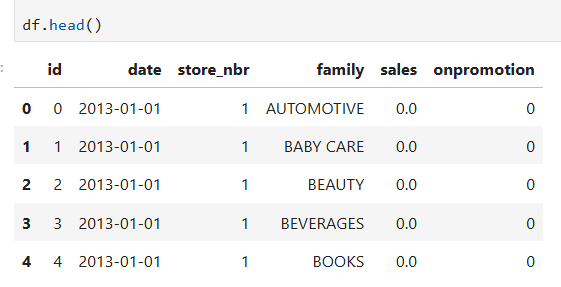 df.head()
id date store_nbr family sales onpromotion
0 0 2013-01-01 1 AUTOMOTIVE 0.0 0
1 1 2013-01-01 1 BABY CARE 0.0 0
2 2 2013-01-01 1 BEAUTY 0.0 0
3 3 2013-01-01 1 BEVERAGES 0.0 0
4 4 2013-01-01 1 BOOKS 0.0 0